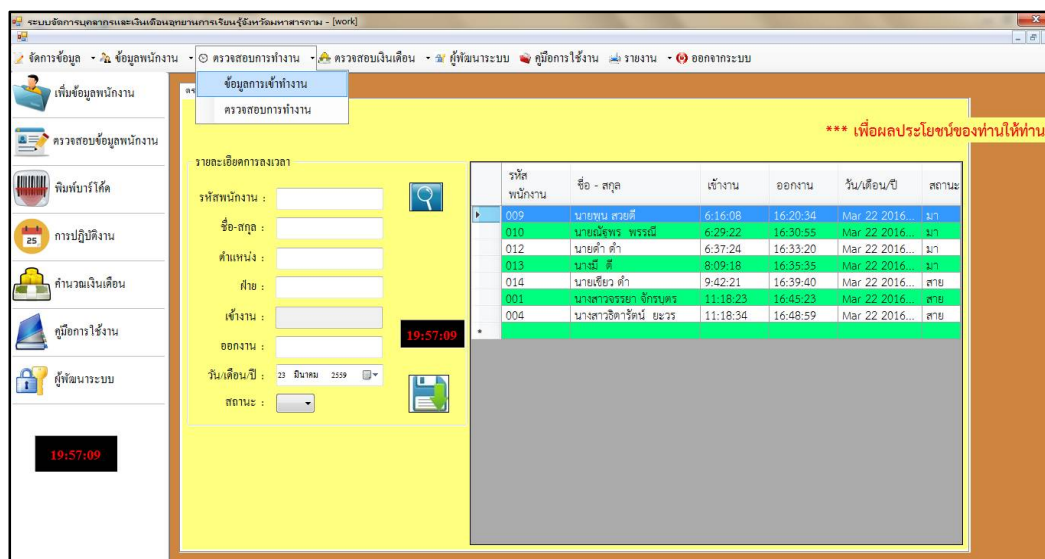 ระบบจัดการบุคลากรและเงินเดือนอุทยานการเรียนรู้จังหวัดมหาสารคาม - [work]
จัดการข้อมูล ข้อมูลพนักงาน ตรวจสอบการทำงาน ตรวจสอบเงินเดือน ผู้พัฒนาระบบ คู่มือการใช้งาน รายงาน ออกจากระบบ
ข้อมูลการเข้าทำงาน
ตรวจสอบการทำงาน
เพิ่มข้อมูลพนักงาน
ตรวจสอบข้อมูลพนักงาน
พิมพ์บาร์โค้ด
25
การปฏิบัติงาน
คำนวณเงินเดือน
คู่มือการใช้งาน
ผู้พัฒนาระบบ
19:57:09
*** เพื่อผลประโยชน์ของท่านให้ท่าน
รายละเอียดการลงเวลา
รหัสพนักงาน :
ชื่อ-สกุล :
ตำแหน่ง :
ฝ่าย :
เข้างาน :
ออกงาน :
วัน/เดือน/ปี : 23 มีนาคม 2559
สถานะ :
19:57:09
รหัสพนักงาน ชื่อ - สกุล เข้างาน ออกงาน วัน/เดือน/ปี สถานะ
009 นายพุน สวยดี 6:16:08 16:20:34 Mar 22 2016... มา
010 นายณัฐพร พรรณี 6:29:22 16:30:55 Mar 22 2016... มา
012 นายดำ ดำ 6:37:24 16:33:20 Mar 22 2016... มา
013 นางมี ดี 8:09:18 16:35:35 Mar 22 2016... มา
014 นายเขียว ดำ 9:42:21 16:39:40 Mar 22 2016... สาย
001 นางสาวจรรยา จักรบุตร 11:18:23 16:45:23 Mar 22 2016... สาย
004 นางสาวธิดารัตน์ ยะวร 11:18:34 16:48:59 Mar 22 2016... สาย